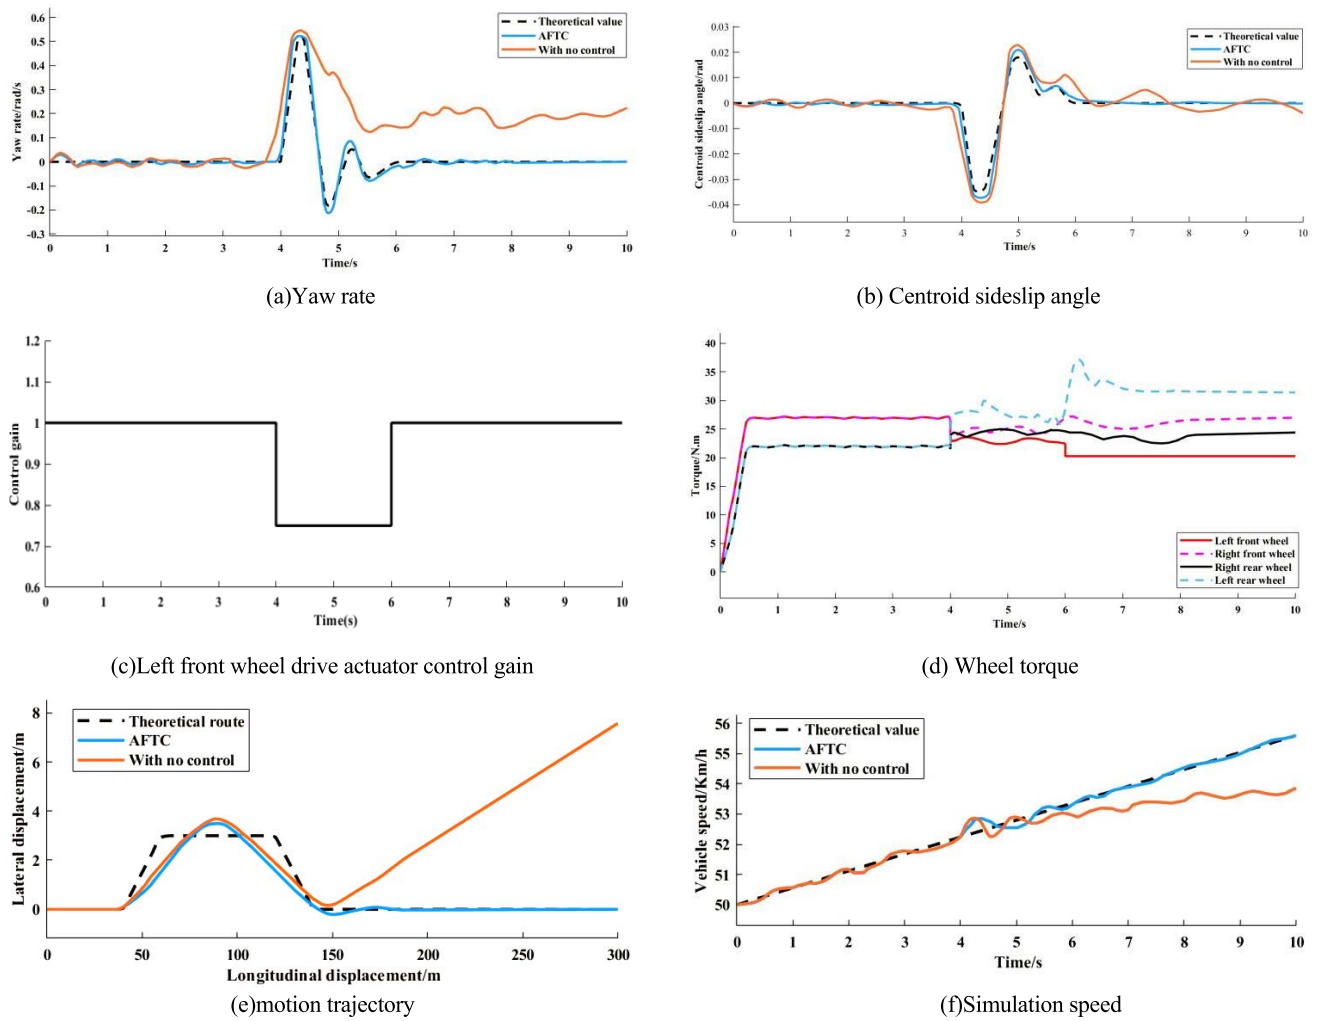 0.6
0.5
0.4
0.3
0.2
0.1
0
-0.1
-0.2
-0.3
Yaw rate/rad/s
Theoretical value
AFTC
With no control
0 1 2 3 4 5 6 7 8 9 10
Time/s
(a)Yaw rate
0.03
0.02
0.01
0.000
-0.01
-0.02
-0.03
-0.04
Centroid sideslip angle/rad
Theoretical value
AFTC
With no control
0 1 2 3 4 5 6 7 8 9 10
Time/s
(b) Centroid sideslip angle
1.2
1.1
1
0.9
0.8
0.7
0.6
Control gain
0 1 2 3 4 5 6 7 8 9 10
Time(s)
(c)Left front wheel drive actuator control gain
40
35
30
25
20
15
10
5
0
Torque/N.m
Left front wheel
Right front wheel
Right rear wheel
Left rear wheel
0 1 2 3 4 5 6 7 8 9 10
Time/s
(d) Wheel torque
8
6
4
2
0
Lateral displacement/m
Theoretical route
AFTC
With no control
0 50 100 150 200 250 300
Longitudinal displacement/m
(e)motion trajectory
56
55
54
53
52
51
50
Vehicle speed/Km/h
Theoretical value
AFTC
With no control
0 1 2 3 4 5 6 7 8 9 10
Time/s
(f)Simulation speed